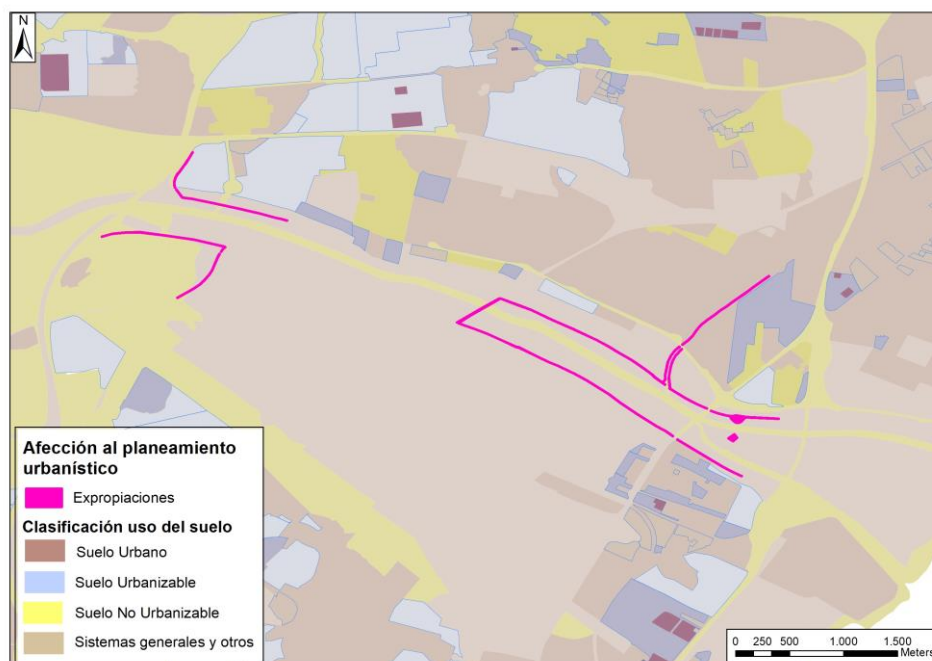 N
Afección al planeamiento
urbanístico
Expropiaciones
Clasificación uso del suelo
Suelo Urbano
Suelo Urbanizable
Suelo No Urbanizable
Sistemas generales y otros
0 250 500 1.000 1.500
Meters